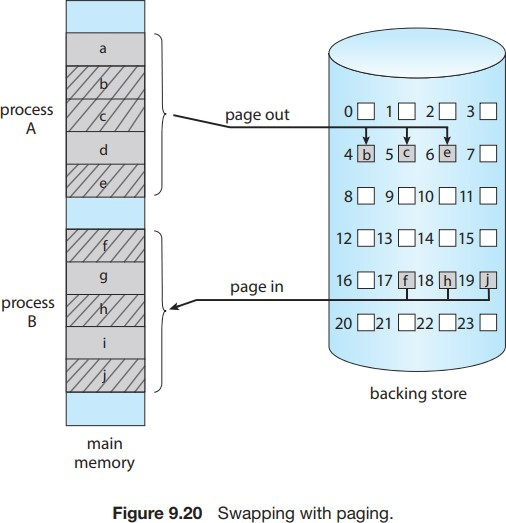 a
b
process
A
c
d
e
page out
0 1 2 3
4 b 5 c 6 e 7
8 9 10 11
12 13 14 15
16 17 f 18 h 19 j
20 21 22 23
backing store
f
g
process
B
h
i
j
page in
main
memory
Figure 9.20 Swapping with paging.